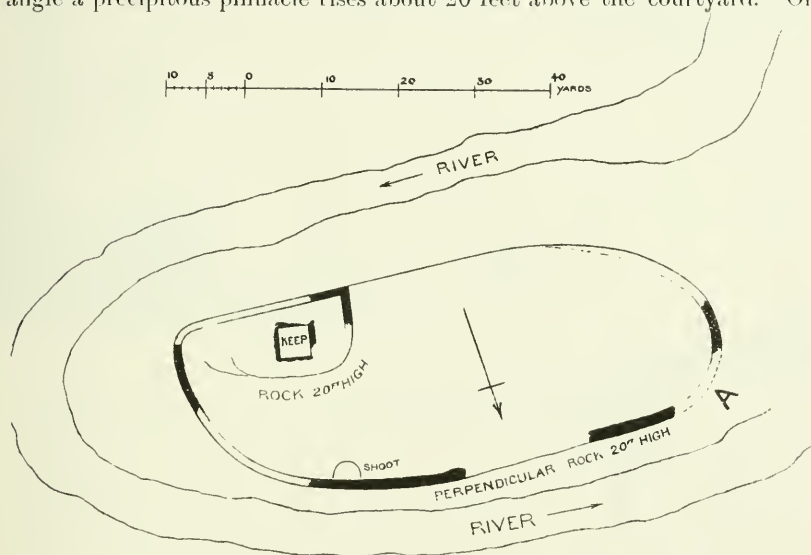 angle a precipitous pinnacle rises about 20 feet above the courtyard.
10 5 0 10 20 30 40
YARDS
RIVER
KEEP
ROCK 20FT HIGH
A
SHOOT
PERPENDICULAR ROCK 20FT HIGH
RIVER